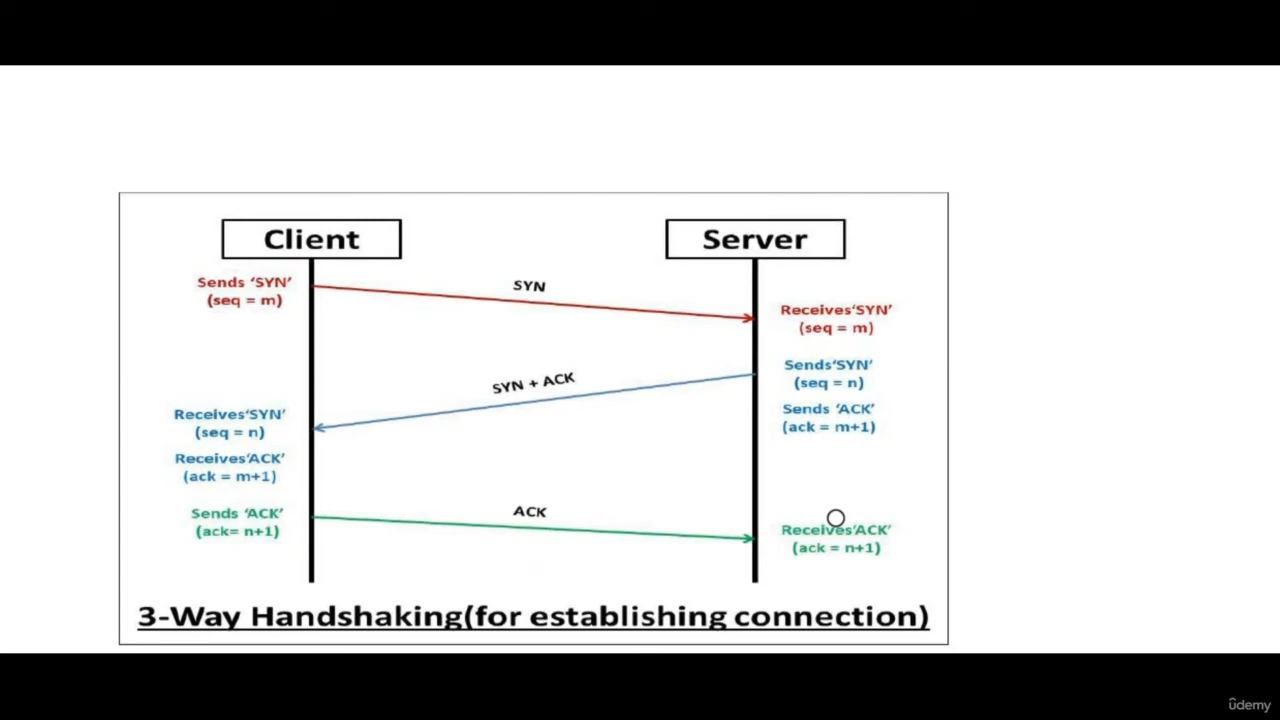 Client
Server
Sends ‘SYN’
(seq = m)
SYN
Receives‘SYN’
(seq = m)
Sends‘SYN’
(seq = n)
SYN + ACK
Sends ‘ACK’
(ack = m+1)
Receives‘SYN’
(seq = n)
Receives‘ACK’
(ack = m+1)
Sends ‘ACK’
(ack= n+1)
ACK
Receives‘ACK’
(ack = n+1)
3-Way Handshaking(for establishing connection)
ûdemy